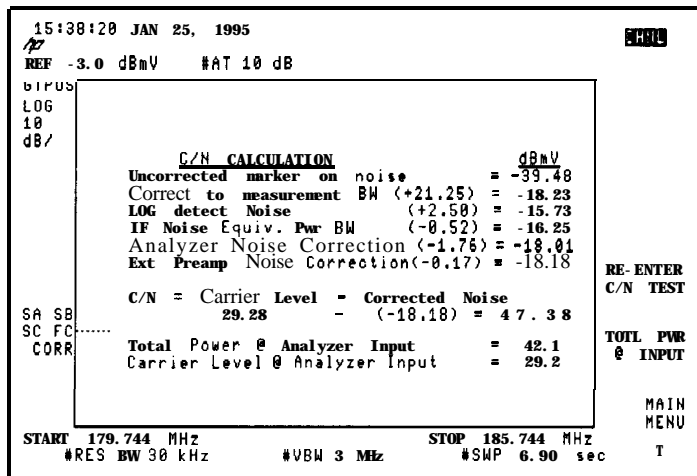 15:38:20 JAN 25, 1995
hp
REF -3.0 dBmV #AT 10 dB
LOG
10
dB/
C/N CALCULATION dBmV
Uncorrected marker on noise = -39.48
Correct to measurement BW (+21.25) = -18.23
LOG detect Noise (+2.50) = -15.73
IF Noise Equiv. Pwr BW (-0.52) = -16.25
Analyzer Noise Correction (-1.76) = -18.01
Ext Preamp Noise Correction(-0.17) = -18.18
C/N = Carrier Level - Corrected Noise
29.28 - (-18.18) = 47.38
Total Power @ Analyzer Input = 42.1
Carrier Level @ Analyzer Input = 29.2
SA SB
SC FC
CORR
RE-ENTER
C/N TEST
TOTL PWR
@ INPUT
MAIN
MENU
START 179.744 MHz STOP 185.744 MHz
#RES BW 30 kHz #VBW 3 MHz #SWP 6.90 sec T